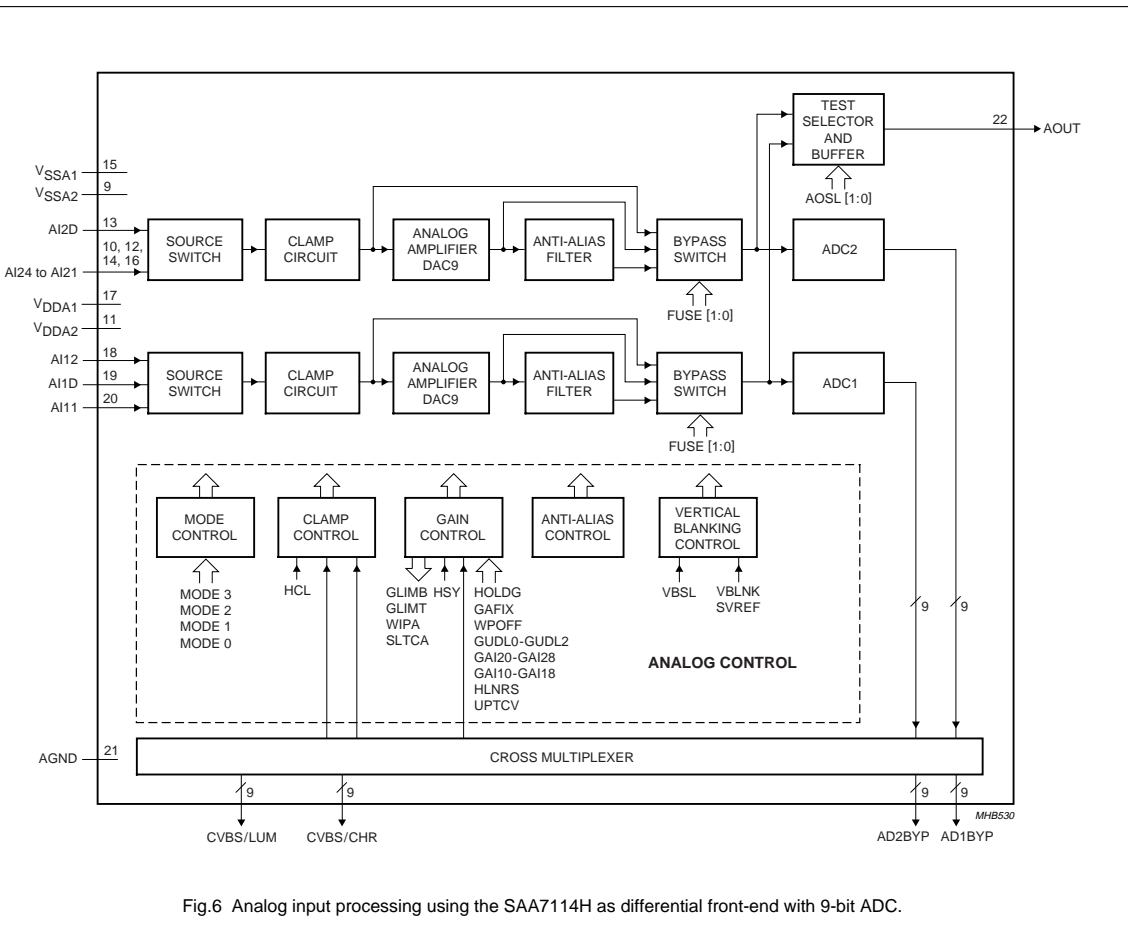 TEST
SELECTOR
AND
BUFFER
22
AOUT
AOSL [1:0]
VSSA1
15
VSSA2
9
AI2D
13
10, 12,
14, 16
AI24 to AI21
SOURCE
SWITCH
CLAMP
CIRCUIT
ANALOG
AMPLIFIER
DAC9
ANTI-ALIAS
FILTER
BYPASS
SWITCH
ADC2
FUSE [1:0]
VDDA1
17
VDDA2
11
AI12
18
AI1D
19
AI11
20
SOURCE
SWITCH
CLAMP
CIRCUIT
ANALOG
AMPLIFIER
DAC9
ANTI-ALIAS
FILTER
BYPASS
SWITCH
ADC1
FUSE [1:0]
MODE
CONTROL
CLAMP
CONTROL
GAIN
CONTROL
ANTI-ALIAS
CONTROL
VERTICAL
BLANKING
CONTROL
MODE 3
MODE 2
MODE 1
MODE 0
HCL
GLIMB
GLIMT
WIPA
SLTCA
HSY
HOLDG
GAFIX
WPOFF
GUDL0-GUDL2
GAI20-GAI28
GAI10-GAI18
HLNRS
UPTCV
VBSL
VBLNK
SVREF
ANALOG CONTROL
9
9
AGND
21
CROSS MULTIPLEXER
9
9
9
9
CVBS/LUM
CVBS/CHR
AD2BYP
AD1BYP
MHB530
Fig.6 Analog input processing using the SAA7114H as differential front-end with 9-bit ADC.